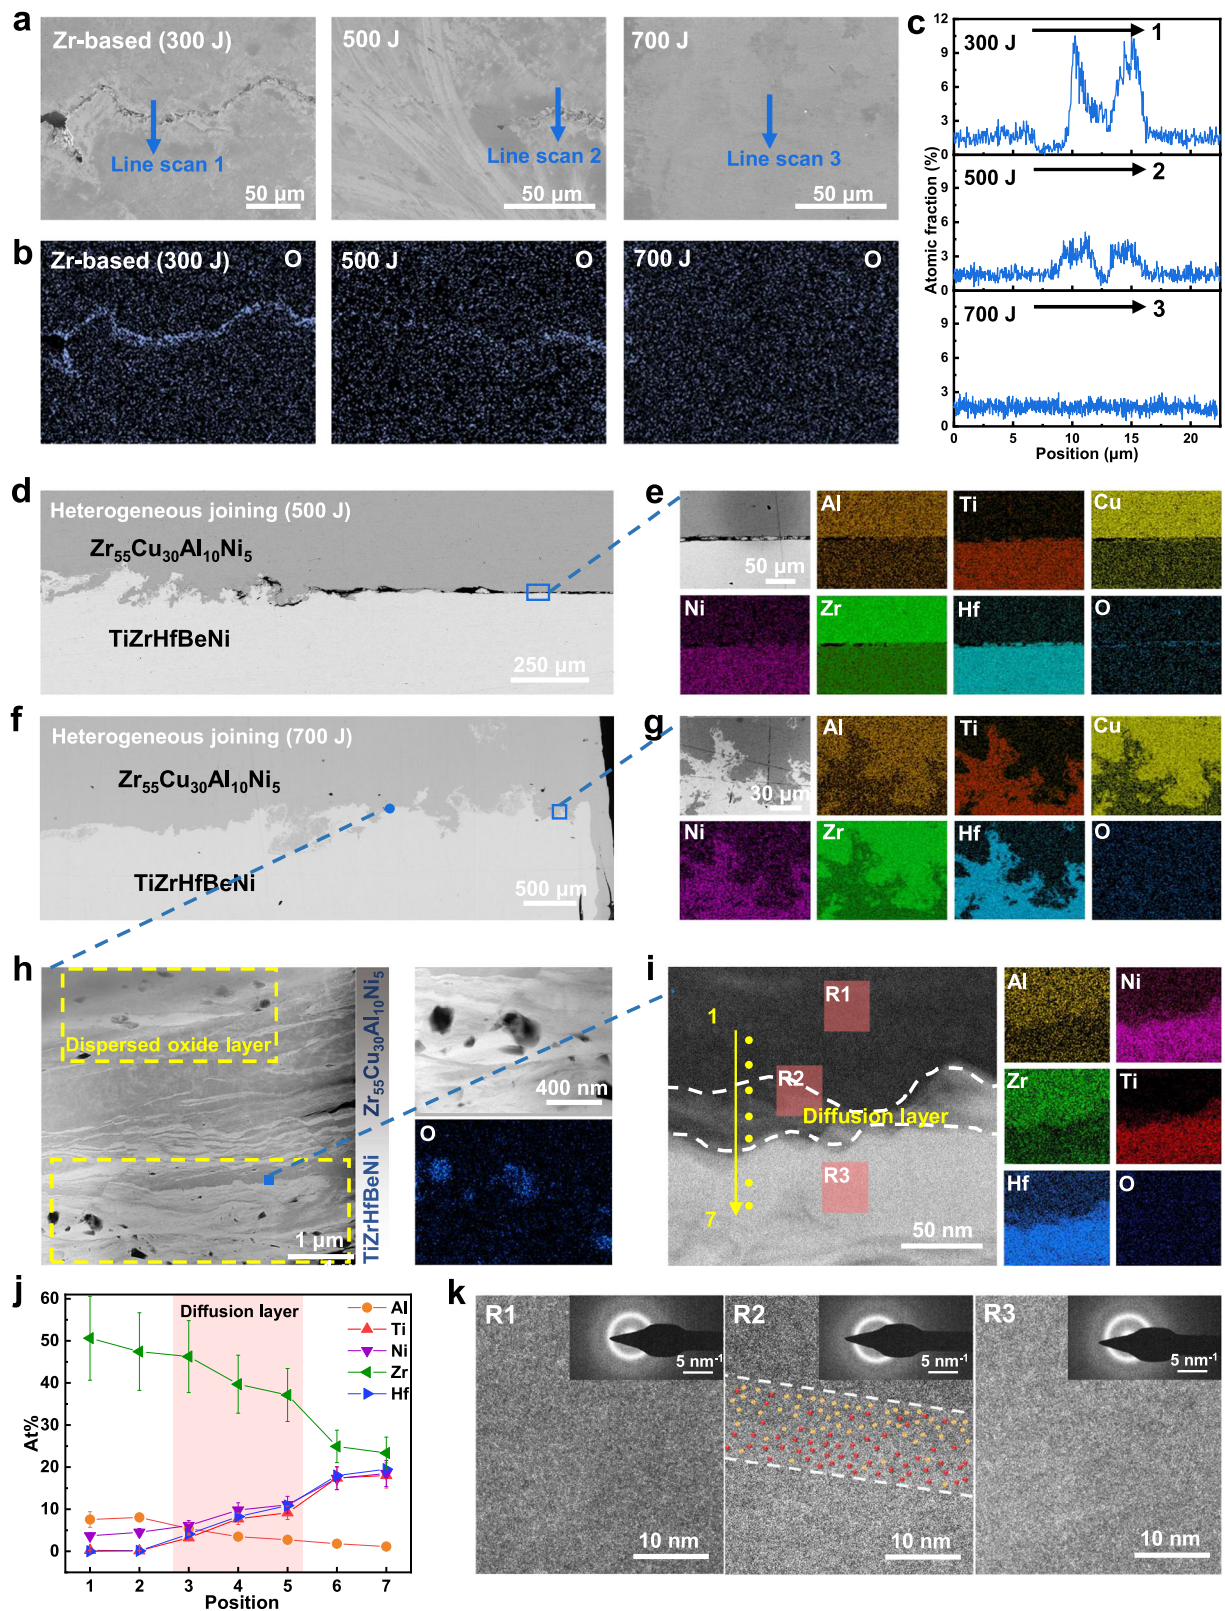 a
Zr-based (300 J)
Line scan 1
50 µm
500 J
Line scan 2
50 µm
700 J
Line scan 3
50 µm
b
Zr-based (300 J)
O
500 J
O
700 J
O
c
300 J
1
500 J
2
700 J
3
12
9
6
3
0
9
6
3
0
9
6
3
0
Atomic fraction (%)
0
5
10
15
20
Position (µm)
d
Heterogeneous joining (500 J)
Zr55Cu30Al10Ni5
TiZrHfBeNi
250 µm
e
50 µm
Al
Ti
Cu
Ni
Zr
Hf
O
f
Heterogeneous joining (700 J)
Zr55Cu30Al10Ni5
TiZrHfBeNi
500 µm
g
30 µm
Al
Ti
Cu
Ni
Zr
Hf
O
h
Dispersed oxide layer
1 µm
Zr55Cu30Al10Ni5
TiZrHfBeNi
400 nm
O
i
R1
1
R2
Diffusion layer
R3
7
50 nm
Al
Ni
Zr
Ti
Hf
O
j
Diffusion layer
Al
Ti
Ni
Zr
Hf
60
50
40
30
20
10
0
At%
1
2
3
4
5
6
7
Position
k
R1
5 nm-1
10 nm
R2
5 nm-1
10 nm
R3
5 nm-1
10 nm